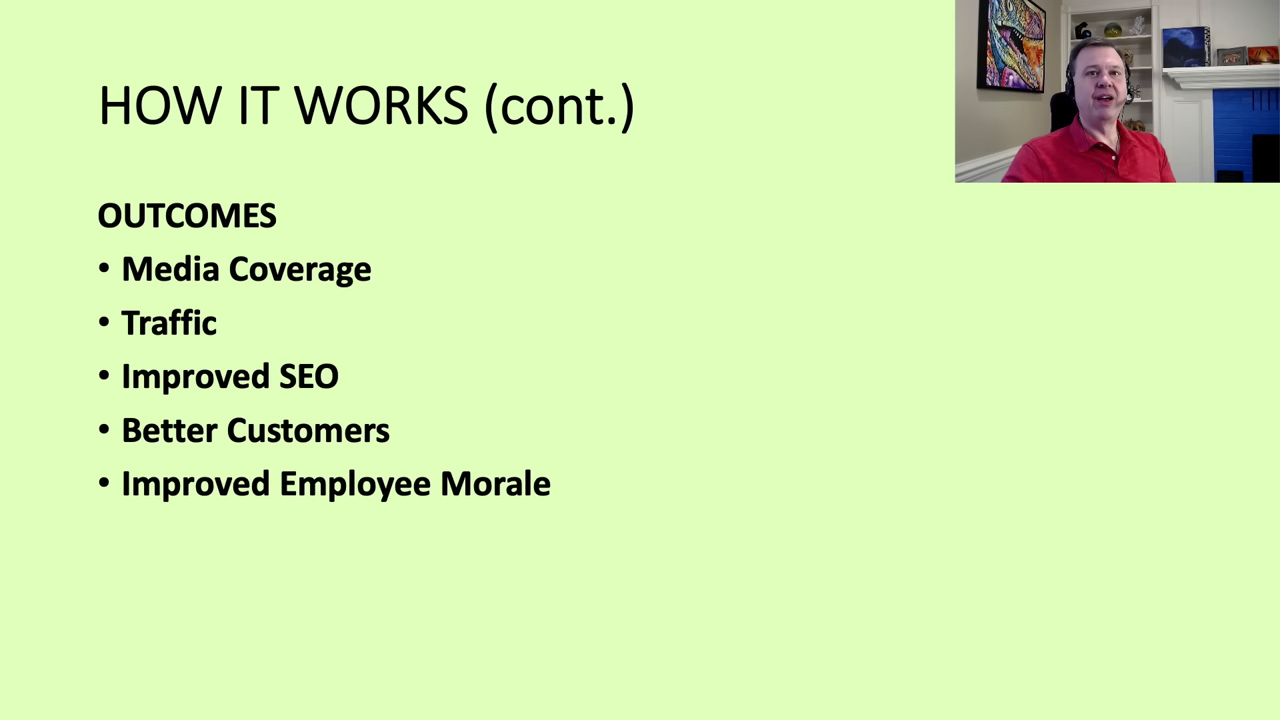 HOW IT WORKS (cont.)
OUTCOMES
• Media Coverage
• Traffic
• Improved SEO
• Better Customers
• Improved Employee Morale